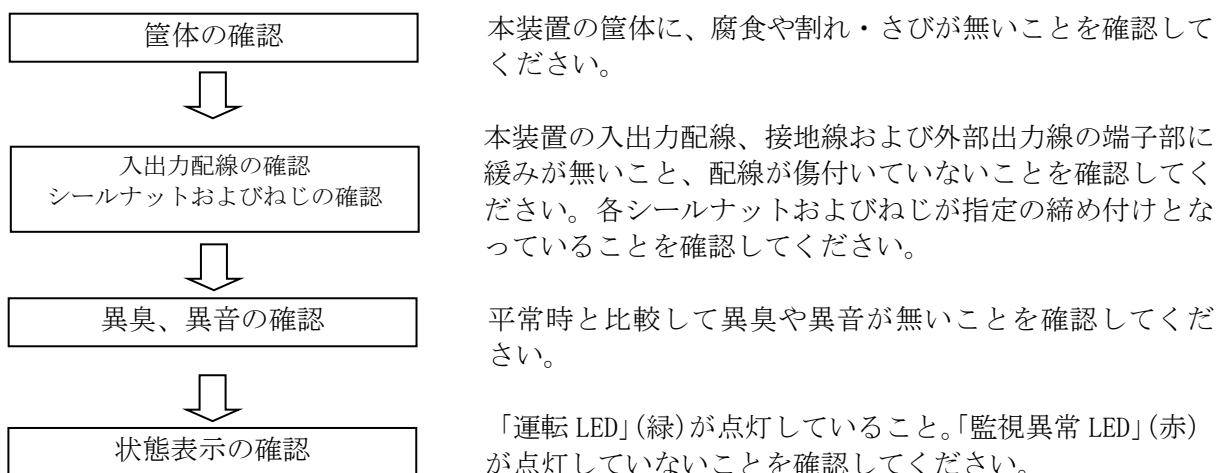 筐体の確認
本装置の筐体に、腐食や割れ・さびが無いことを確認して
ください。
入出力配線の確認
シールナットおよびねじの確認
本装置の入出力配線、接地線および外部出力線の端子部に
緩みが無いこと、配線が傷付いていないことを確認してく
ださい。各シールナットおよびねじが指定の締め付けとな
っていることを確認してください。
異臭、異音の確認
平常時と比較して異臭や異音が無いことを確認してくだ
さい。
状態表示の確認
「運転 LED」(緑)が点灯していること。「監視異常 LED」(赤)
が点灯していないことを確認してください。